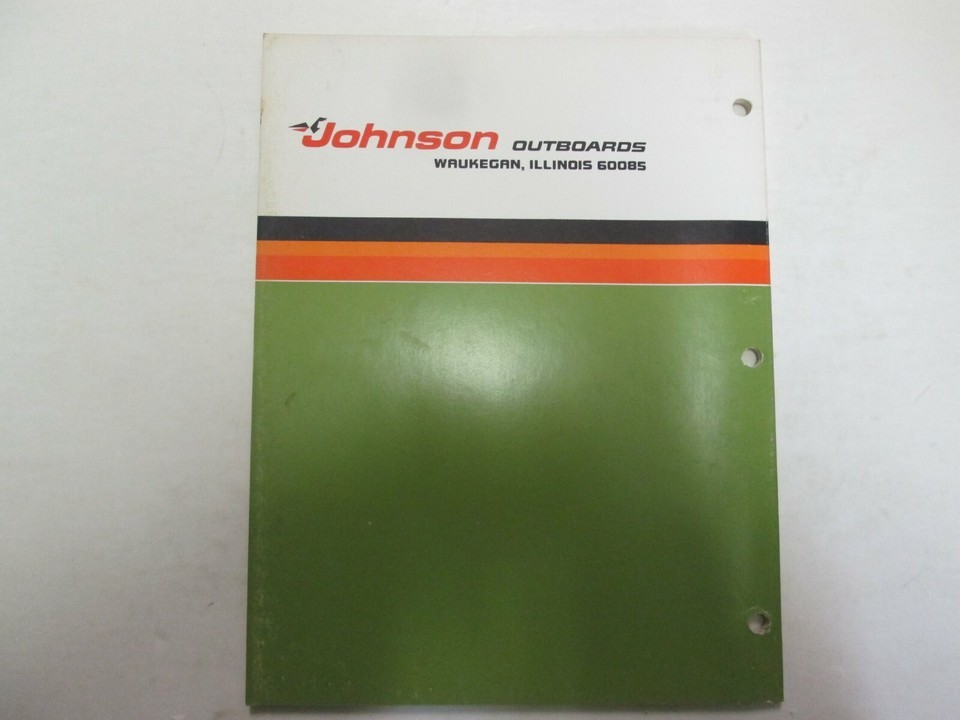 Johnson OUTBOARDS
WAUKEGAN, ILLINOIS 60085